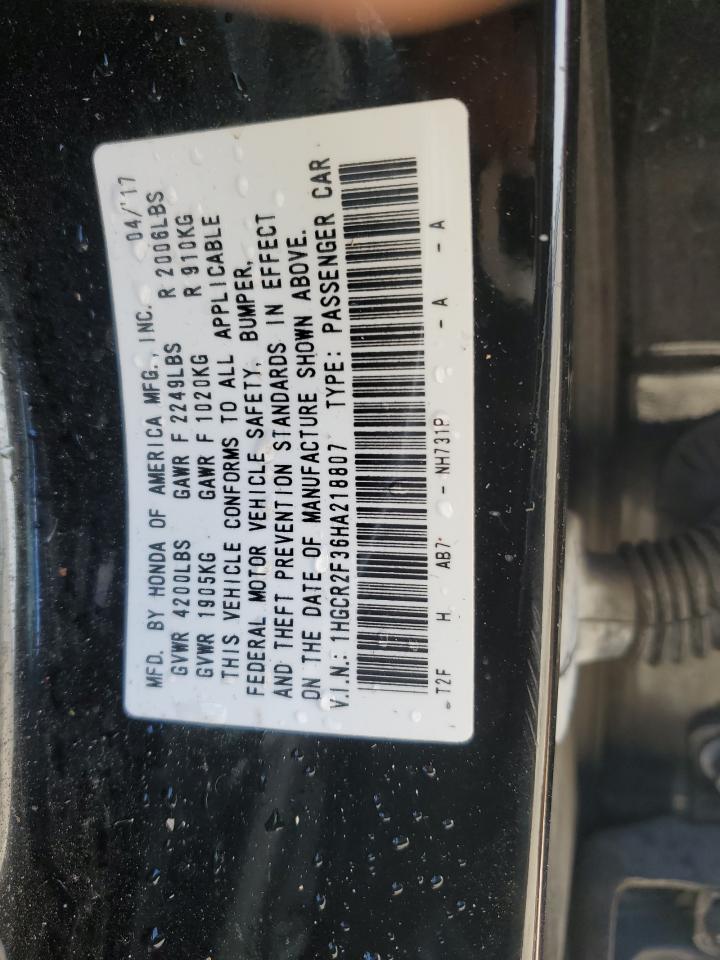 MFD. BY HONDA OF AMERICA MFG., INC. 04/'17
GVWR 4200LBS GAWR F 2249LBS R 2006LBS
GVWR 1905KG GAWR F 1020KG R 910KG
THIS VEHICLE CONFORMS TO ALL APPLICABLE
FEDERAL MOTOR VEHICLE SAFETY, BUMPER,
AND THEFT PREVENTION STANDARDS IN EFFECT
ON THE DATE OF MANUFACTURE SHOWN ABOVE.
V.I.N.: 1HGCR2F36HA218807 TYPE: PASSENGER CAR
- T2F H. AB7* - NH731P -A -A